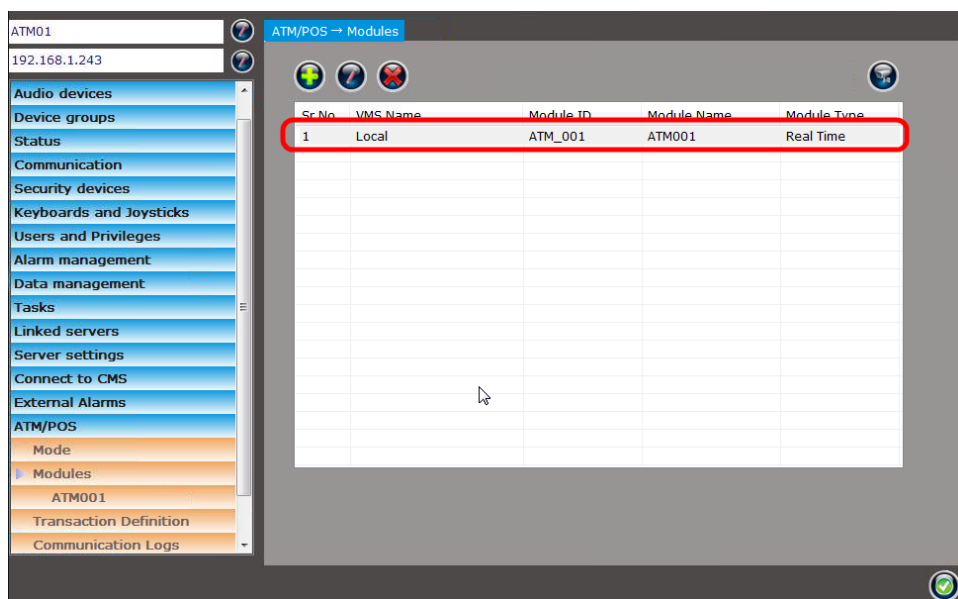 ATM01
192.168.1.243
Audio devices
Device groups
Status
Communication
Security devices
Keyboards and Joysticks
Users and Privileges
Alarm management
Data management
Tasks
Linked servers
Server settings
Connect to CMS
External Alarms
ATM/POS
Mode
Modules
ATM001
Transaction Definition
Communication Logs
ATM/POS → Modules
Sr.No. VMS Name Module ID Module Name Module Type
1 Local ATM_001 ATM001 Real Time